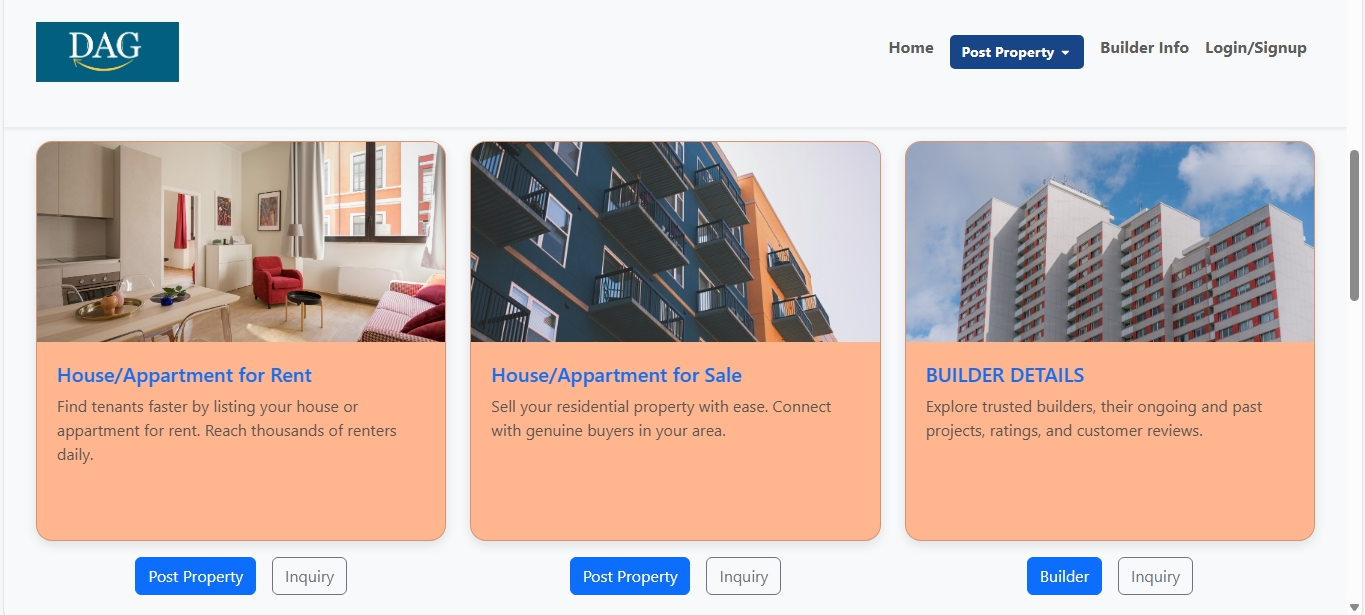 DAG
Home
Post Property
Builder Info
Login/Signup
House/Appartment for Rent
Find tenants faster by listing your house or
appartment for rent. Reach thousands of renters
daily.
House/Appartment for Sale
Sell your residential property with ease. Connect
with genuine buyers in your area.
BUILDER DETAILS
Explore trusted builders, their ongoing and past
projects, ratings, and customer reviews.
Post Property
Inquiry
Post Property
Inquiry
Builder
Inquiry